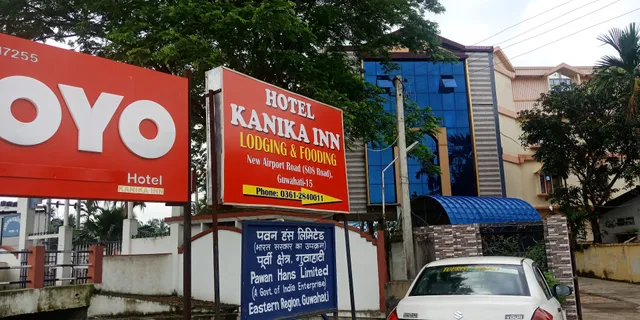 17255
OYO
Hotel
KANIKA INN
HOTEL
KANIKA INN
LODGING & FOODING
New Airport Road (SOS Road),
Guwahati-15
Phone: 0361-2840011
पवन हंस लिमिटेड
(भारत सरकार का उपक्रम)
पूर्वी क्षेत्र, गुवाहाटी
Pawan Hans Limited
(A Govt. of India Enterprise)
Eastern Region, Guwahati